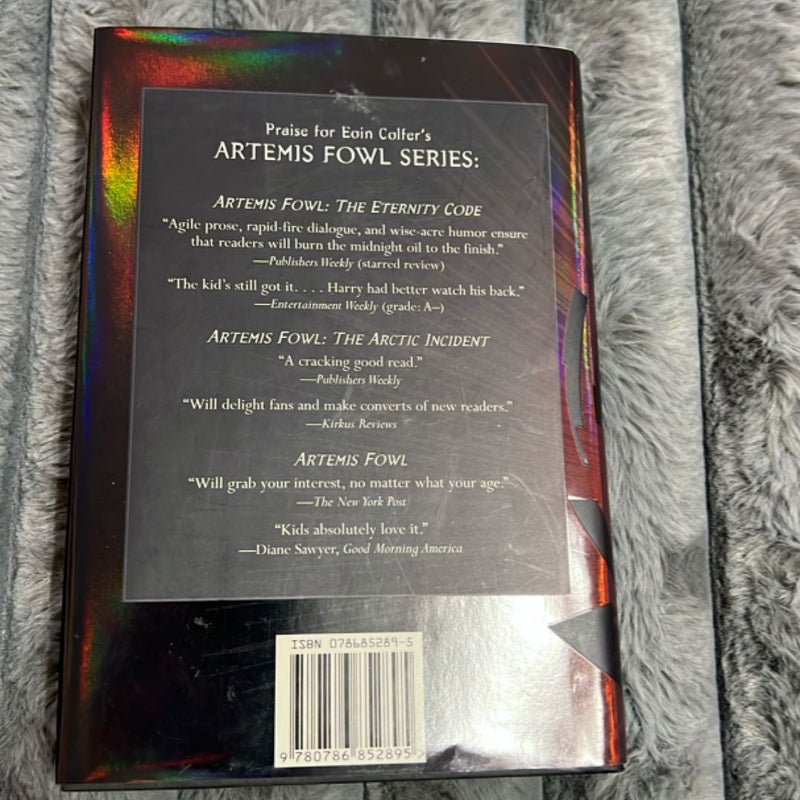 Praise for Eoin Colfer's
ARTEMIS FOWL SERIES:
ARTEMIS FOWL: THE ETERNITY CODE
“Agile prose, rapid-fire dialogue, and wise-acre humor ensure
that readers will burn the midnight oil to the finish.”
—Publishers Weekly (starred review)
“The kid's still got it. . . . Harry had better watch his back.”
—Entertainment Weekly (grade: A–)
ARTEMIS FOWL: THE ARCTIC INCIDENT
“A cracking good read.”
—Publishers Weekly
“Will delight fans and make converts of new readers.”
—Kirkus Reviews
ARTEMIS FOWL
“Will grab your interest, no matter what your age.”
—The New York Post
“Kids absolutely love it.”
—Diane Sawyer, Good Morning America
ISBN 078685289-5
9 780786 852895 >